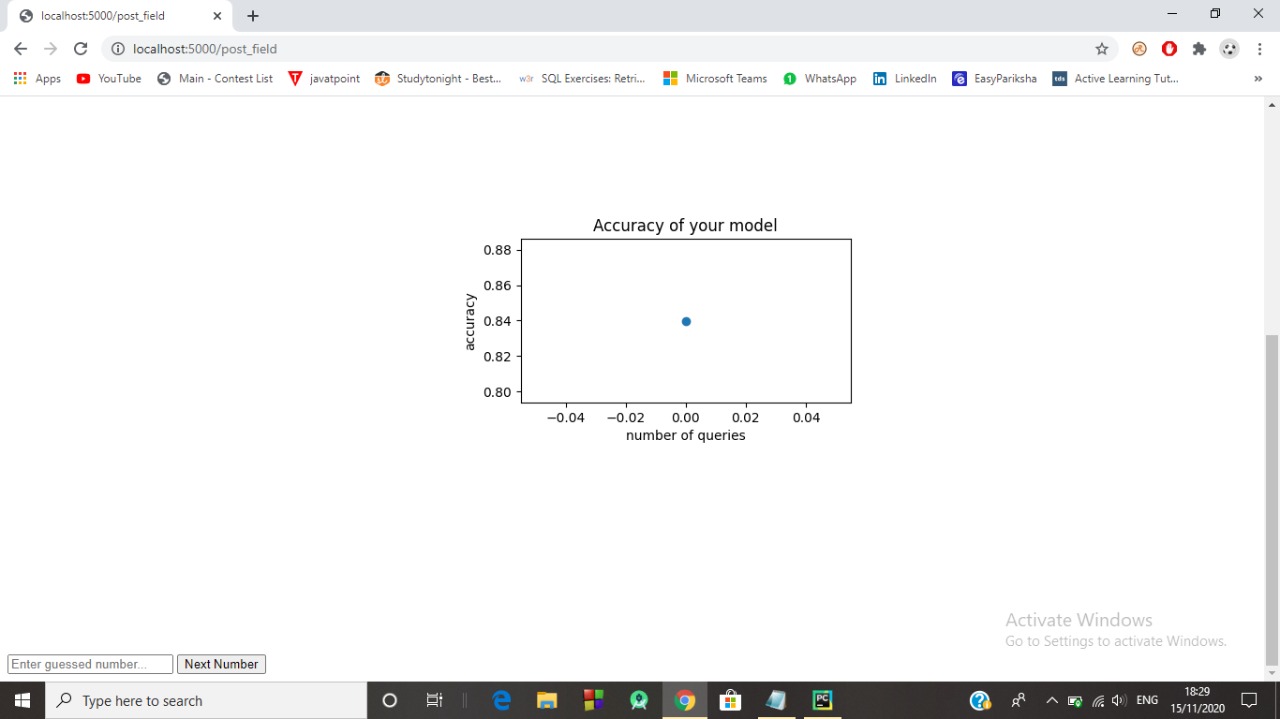 localhost:5000/post_field
localhost:5000/post_field
Apps YouTube Main - Contest List javatpoint Studytonight - Best... w3r SQL Exercises: Retri... Microsoft Teams WhatsApp LinkedIn EasyPariksha tds Active Learning Tut... »
Accuracy of your model
0.88
0.86
0.84
0.82
0.80
accuracy
−0.04 −0.02 0.00 0.02 0.04
number of queries
Activate Windows
Go to Settings to activate Windows.
Enter guessed number... Next Number
Type here to search
PC
ENG
18:29
15/11/2020